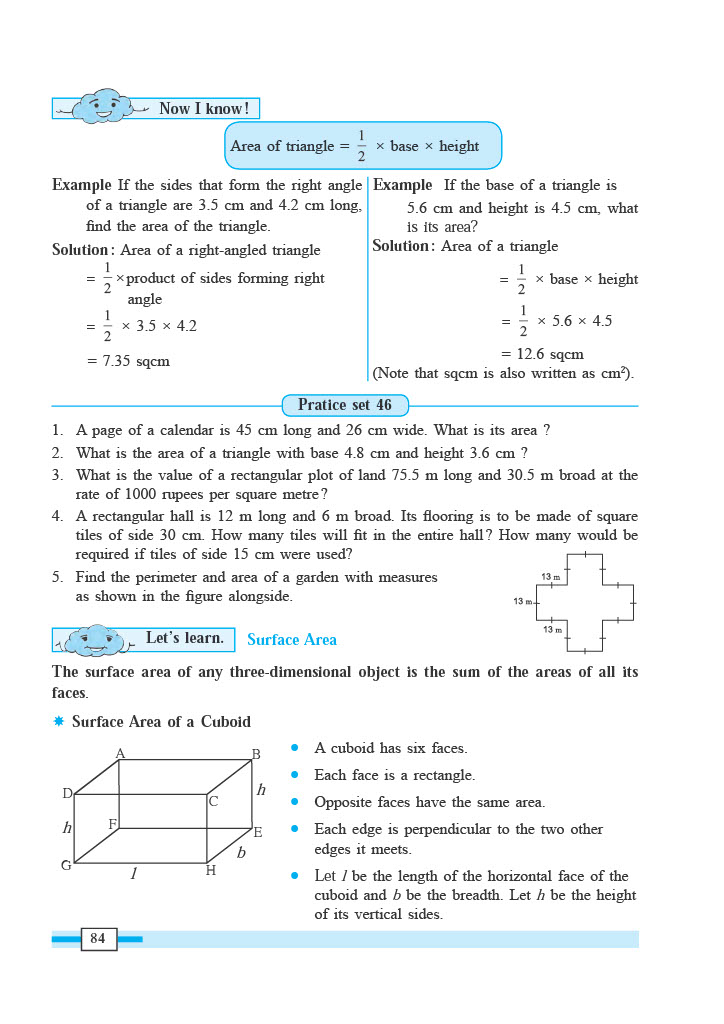 Now I know!
Area of triangle = 1/2 × base × height
Example If the sides that form the right angle
of a triangle are 3.5 cm and 4.2 cm long,
find the area of the triangle.
Solution : Area of a right-angled triangle
= 1/2 ×product of sides forming right
angle
= 1/2 × 3.5 × 4.2
= 7.35 sqcm
Example If the base of a triangle is
5.6 cm and height is 4.5 cm, what
is its area?
Solution : Area of a triangle
= 1/2 × base × height
= 1/2 × 5.6 × 4.5
= 12.6 sqcm
(Note that sqcm is also written as cm²).
Pratice set 46
1. A page of a calendar is 45 cm long and 26 cm wide. What is its area ?
2. What is the area of a triangle with base 4.8 cm and height 3.6 cm ?
3. What is the value of a rectangular plot of land 75.5 m long and 30.5 m broad at the
rate of 1000 rupees per square metre?
4. A rectangular hall is 12 m long and 6 m broad. Its flooring is to be made of square
tiles of side 30 cm. How many tiles will fit in the entire hall? How many would be
required if tiles of side 15 cm were used?
5. Find the perimeter and area of a garden with measures
as shown in the figure alongside.
13 m
13 m
13 m
Let's learn.
Surface Area
The surface area of any three-dimensional object is the sum of the areas of all its
faces.
Surface Area of a Cuboid
A
B
D
C
h
h
F
E
b
G
l
H
• A cuboid has six faces.
• Each face is a rectangle.
• Opposite faces have the same area.
• Each edge is perpendicular to the two other
edges it meets.
• Let l be the length of the horizontal face of the
cuboid and b be the breadth. Let h be the height
of its vertical sides.
84